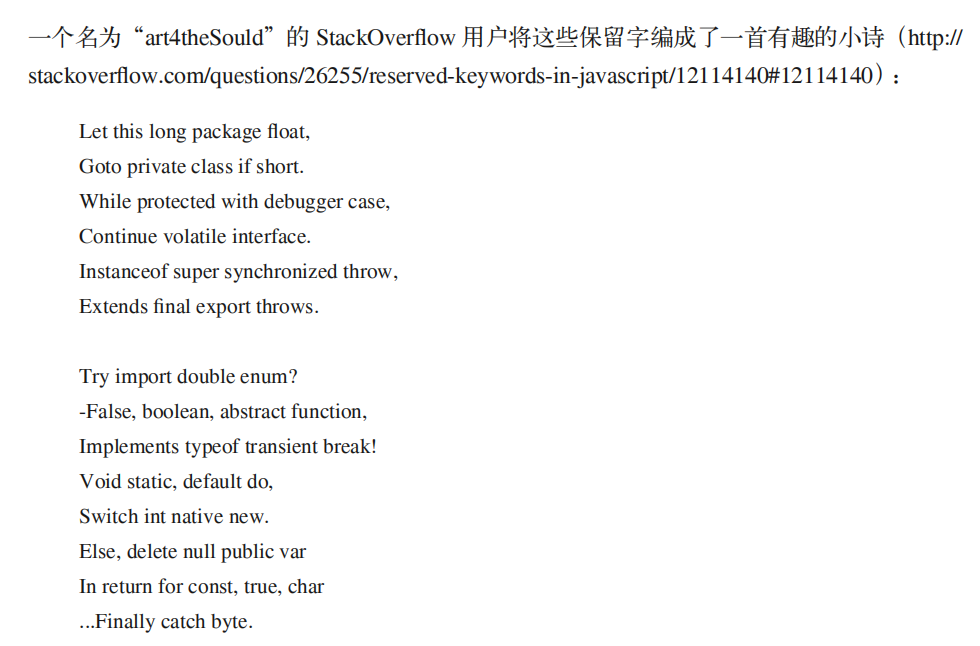 一个名为“art4theSould”的 StackOverflow 用户将这些保留字编成了一首有趣的小诗（http://
stackoverflow.com/questions/26255/reserved-keywords-in-javascript/12114140#12114140）：
Let this long package float,
Goto private class if short.
While protected with debugger case,
Continue volatile interface.
Instanceof super synchronized throw,
Extends final export throws.
Try import double enum?
-False, boolean, abstract function,
Implements typeof transient break!
Void static, default do,
Switch int native new.
Else, delete null public var
In return for const, true, char
...Finally catch byte.